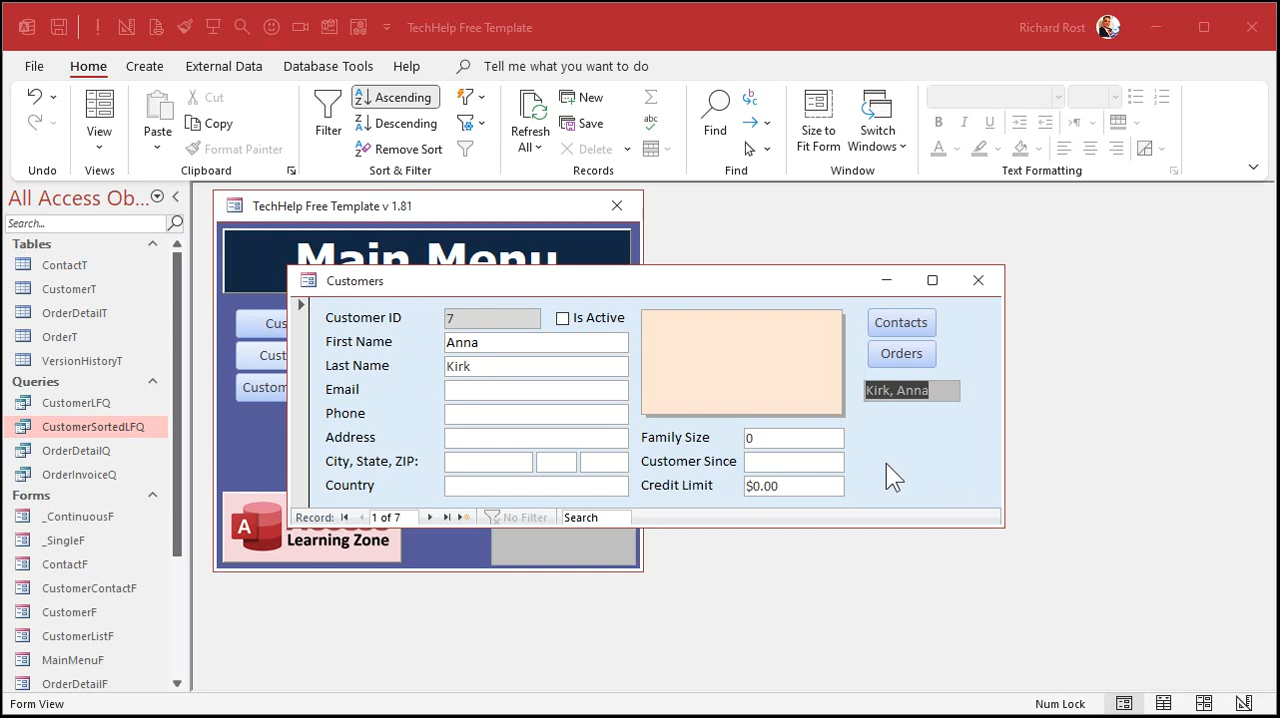 TechHelp Free Template
Richard Rost
File Home Create External Data Database Tools Help Tell me what you want to do
Undo
View
Views
Paste
Cut
Copy
Format Painter
Clipboard
Filter
Ascending
Descending
Remove Sort
Sort & Filter
Refresh
All
New
Save
Delete
Records
Find
Find
Size to
Fit Form
Switch
Windows
Window
B I U
A
Text Formatting
All Access Ob...
Search...
Tables
ContactT
CustomerT
OrderDetailT
OrderT
VersionHistoryT
Queries
CustomerLFQ
CustomerSortedLFQ
OrderDetailQ
OrderInvoiceQ
Forms
_ContinuousF
_SingleF
ContactF
CustomerContactF
CustomerF
CustomerListF
MainMenuF
OrderDetailF
TechHelp Free Template v 1.81
Main Menu
Cus
Cust
Custom
A
Learning Zone
Customers
Customer ID 7 Is Active
First Name Anna
Last Name Kirk
Email
Phone
Address
City, State, ZIP:
Country
Contacts
Orders
Kirk, Anna
Family Size 0
Customer Since
Credit Limit $0.00
Record: 1 of 7 No Filter Search
Form View
Num Lock